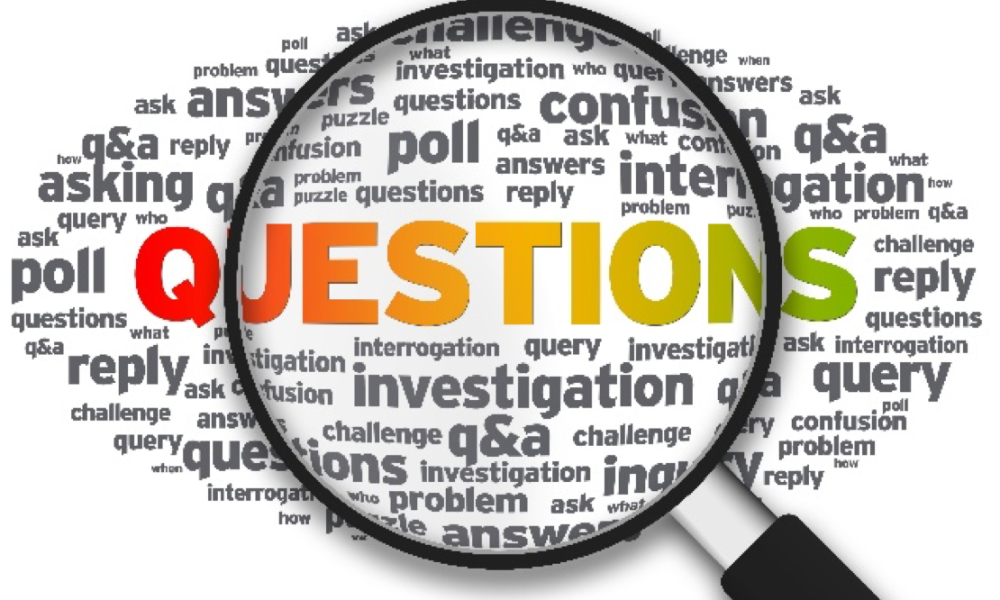 ask challenge
poll what when
problem questions investigation who query challenge answers
ask answers questions confusion ask
puzzle
q&a reply problem confusion poll q&a ask what confusion q&a
how answers what
asking q&a problem interrogation how
puzzle questions reply
query who problem who problem q&a
ask challenge
poll QUESTIONS reply
questions what questions
q&a interrogation query investigation ask interrogation
reply investigation
ask confusion investigation q&a query
challenge answers poll
query challenge q&a challenge query confusion
when questions investigation inquiry problem how
reply
interrogation who problem ask what
how puzzle answers